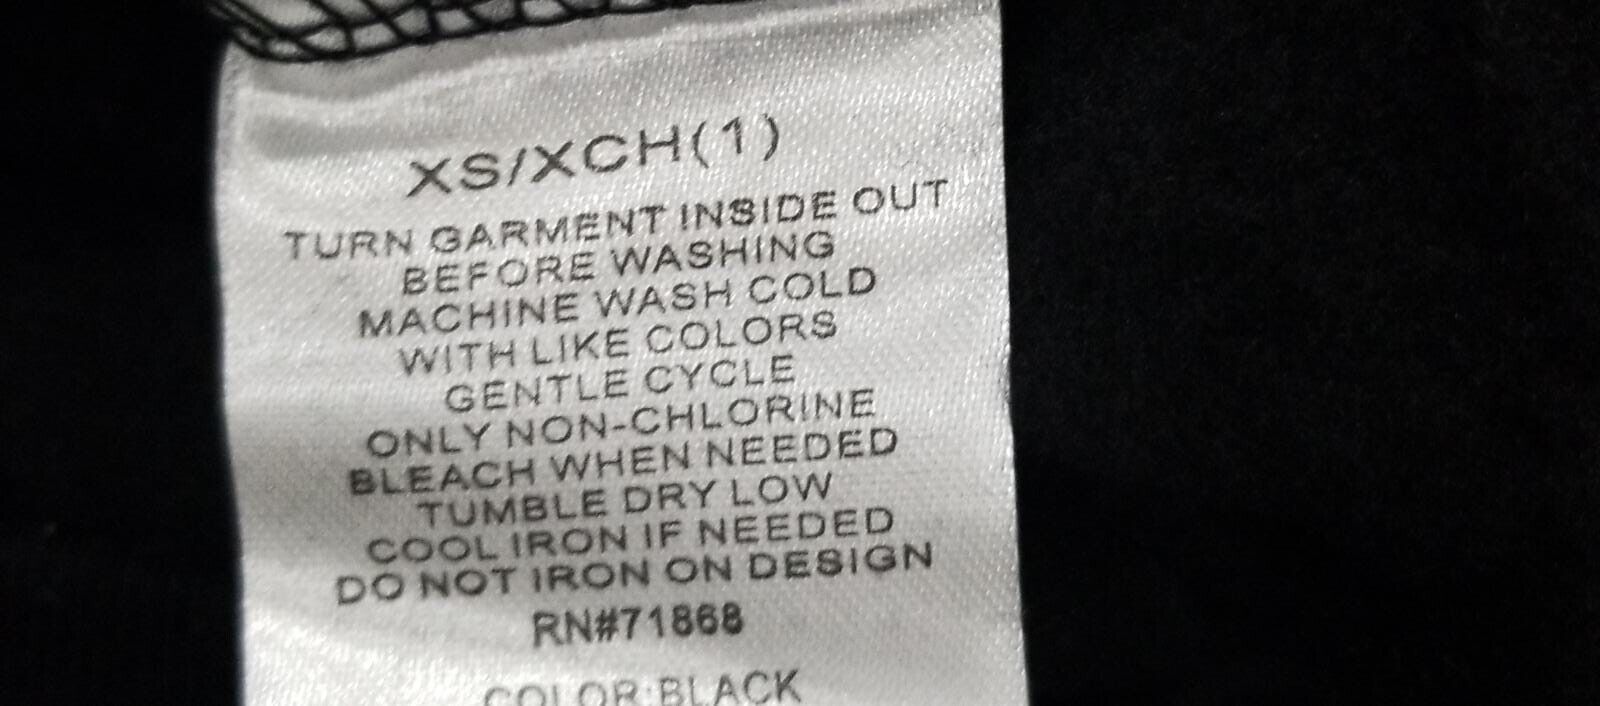 XS/XCH(1)
TURN GARMENT INSIDE OUT
BEFORE WASHING
MACHINE WASH COLD
WITH LIKE COLORS
GENTLE CYCLE
ONLY NON-CHLORINE
BLEACH WHEN NEEDED
TUMBLE DRY LOW
COOL IRON IF NEEDED
DO NOT IRON ON DESIGN
RN#71868
COLOR:BLACK